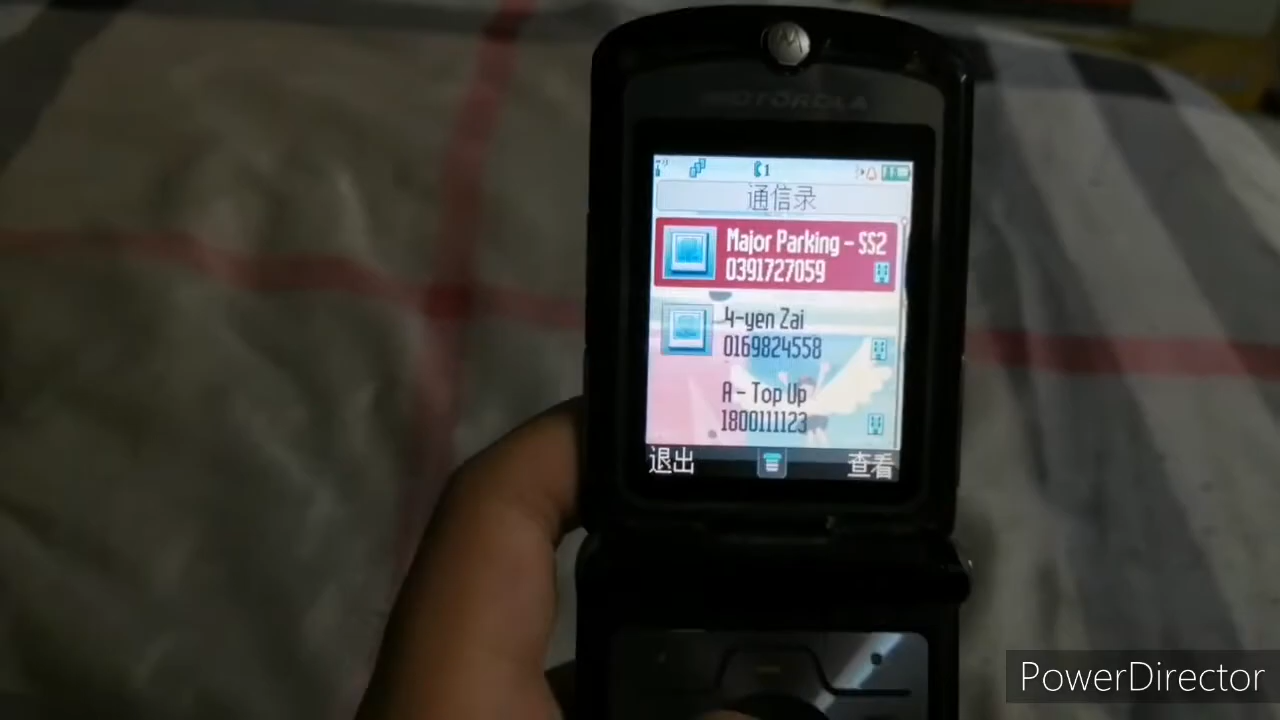 MOTOROLA
1
通信录
Major Parking - SS2
0391727059
4-yen Zai
0169824558
A - Top Up
1800111123
退出
查看
PowerDirector